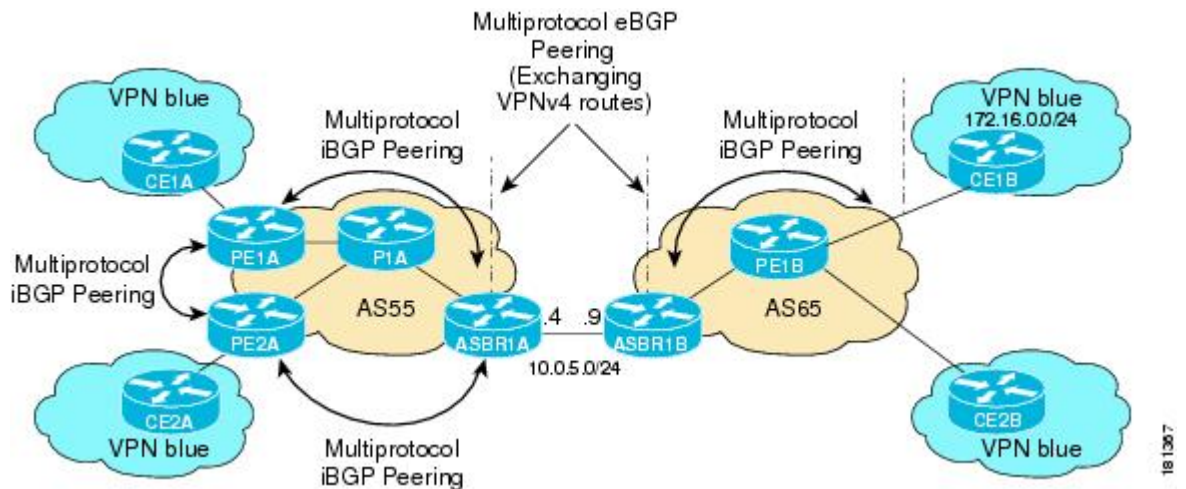 Multiprotocol eBGP
Peering
(Exchanging
VPNv4 routes)
VPN blue
CE1A
Multiprotocol
iBGP Peering
Multiprotocol
iBGP Peering
VPN blue
172.16.0.0/24
CE1B
PE1A
P1A
PE1B
Multiprotocol
iBGP Peering
AS55
AS65
PE2A
ASBR1A
.4
.9
ASBR1B
10.0.5.0/24
CE2A
VPN blue
Multiprotocol
iBGP Peering
CE2B
VPN blue
181367